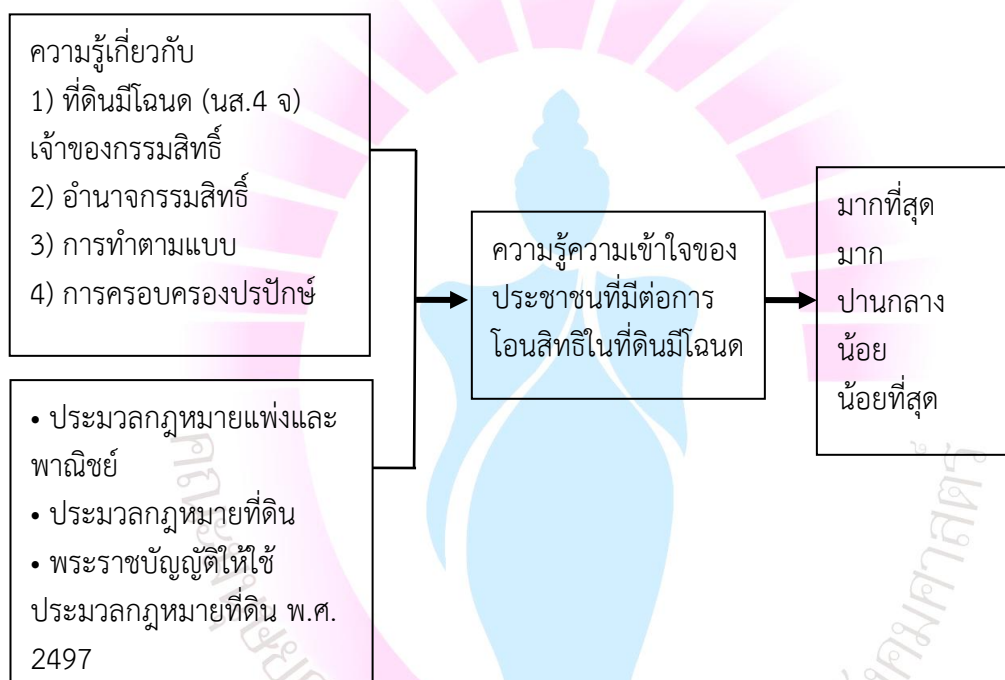 ความรู้เกี่ยวกับ
1) ที่ดินมีโฉนด (นส.4 จ)
เจ้าของกรรมสิทธิ์
2) อำนาจกรรมสิทธิ์
3) การทำตามแบบ
4) การครอบครองปรปักษ์
• ประมวลกฎหมายแพ่งและ
พาณิชย์
• ประมวลกฎหมายที่ดิน
• พระราชบัญญัติให้ใช้
ประมวลกฎหมายที่ดิน พ.ศ.
2497
ความรู้ความเข้าใจของ
ประชาชนที่มีต่อการ
โอนสิทธิในที่ดินมีโฉนด
มากที่สุด
มาก
ปานกลาง
น้อย
น้อยที่สุด